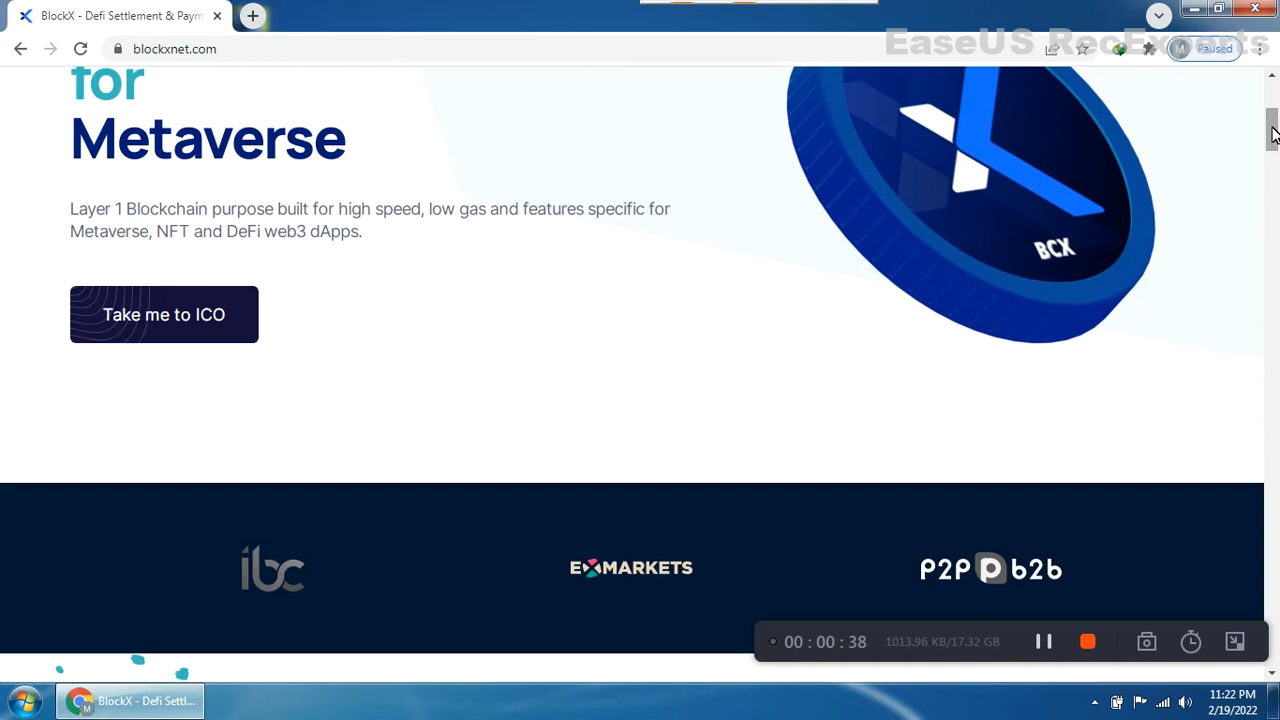 BlockX - Defi Settlement & Paym
blockxnet.com
EaseUS RecExperts
M Paused
for
Metaverse
Layer 1 Blockchain purpose built for high speed, low gas and features specific for
Metaverse, NFT and DeFi web3 dApps.
BCX
Take me to ICO
ibc
EXMARKETS
P2P p b2b
00 : 00 : 38
1013.96 KB/17.32 GB
M
BlockX - Defi Settl...
11:22 PM
2/19/2022